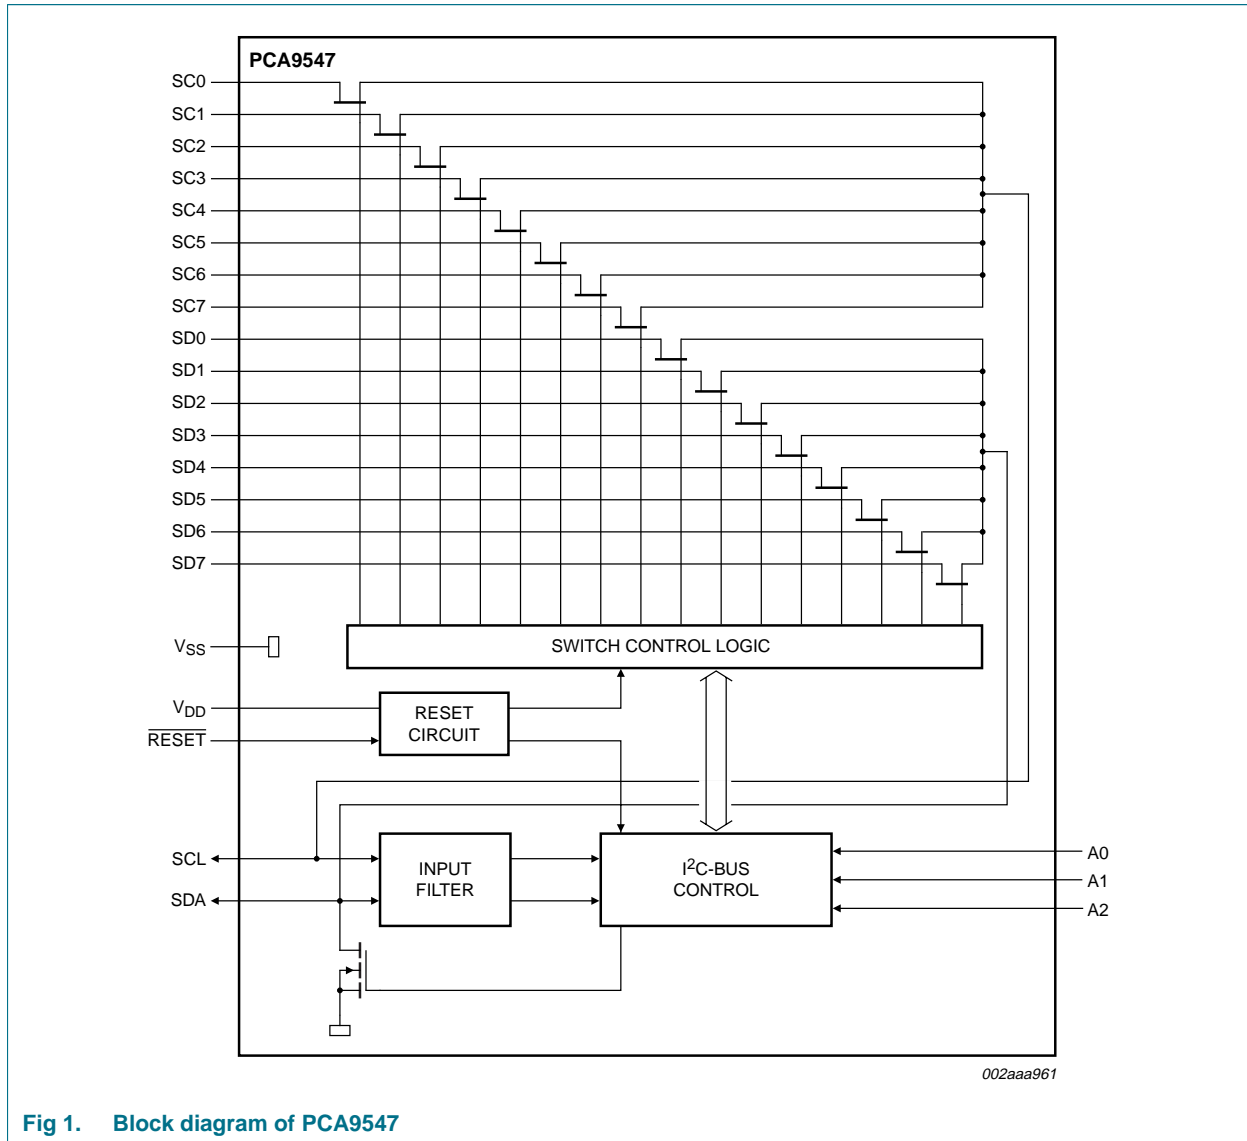 PCA9547
SC0
SC1
SC2
SC3
SC4
SC5
SC6
SC7
SD0
SD1
SD2
SD3
SD4
SD5
SD6
SD7
VSS
SWITCH CONTROL LOGIC
VDD
RESET
RESET
CIRCUIT
SCL
SDA
INPUT
FILTER
I²C-BUS
CONTROL
A0
A1
A2
002aaa961
Fig 1. Block diagram of PCA9547